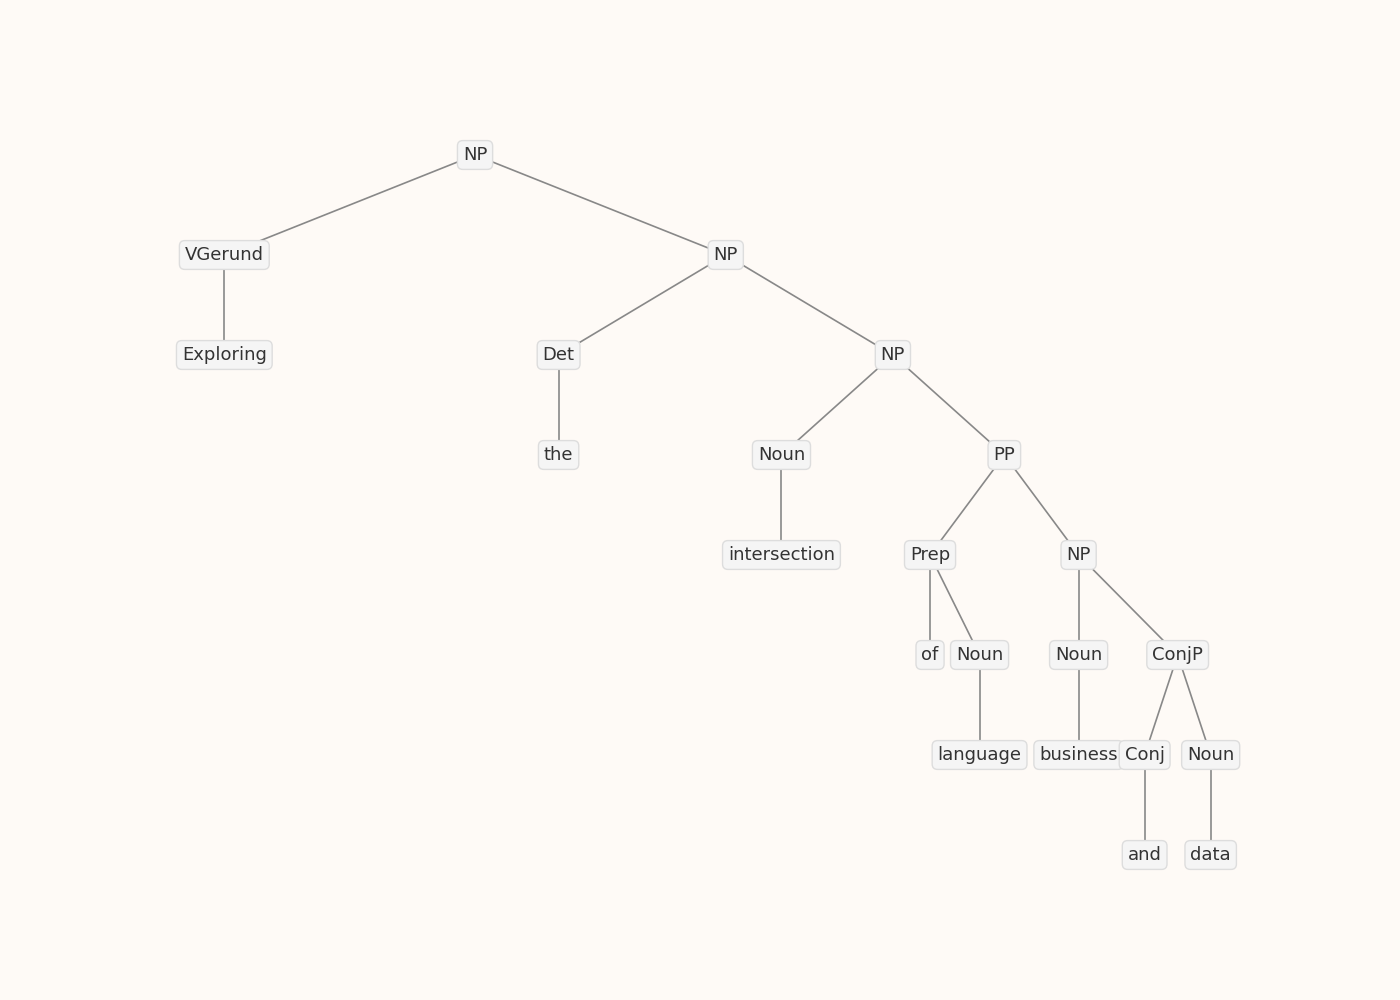 NP
VGerund NP
Exploring Det NP
the Noun PP
intersection Prep NP
of Noun Noun ConjP
language business Conj Noun
and data